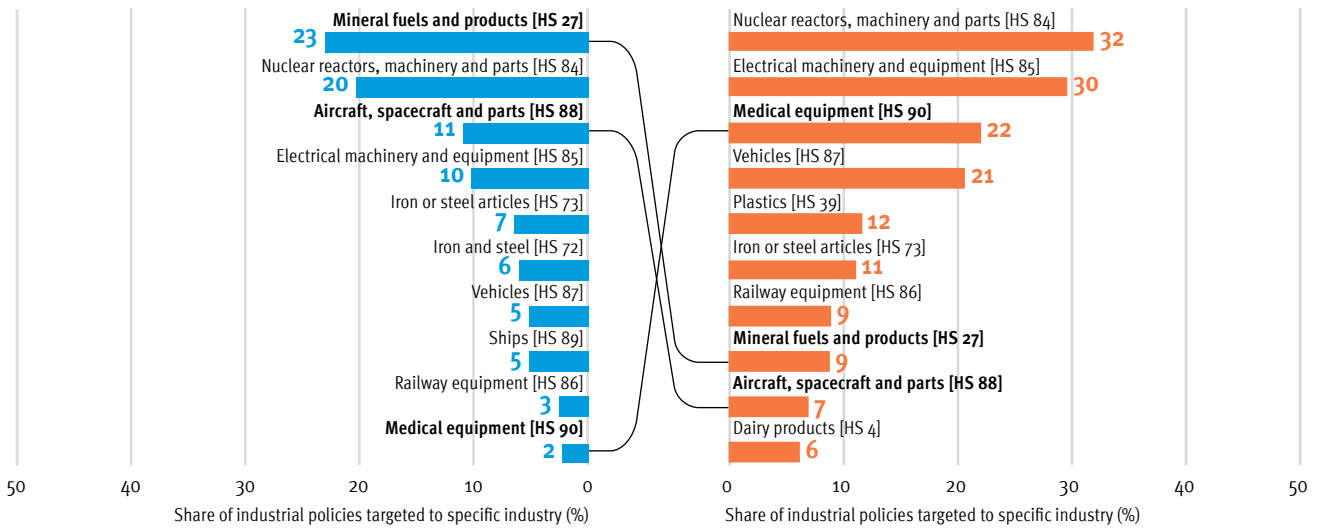 Mineral fuels and products [HS 27]
23
Nuclear reactors, machinery and parts [HS 84]
20
Aircraft, spacecraft and parts [HS 88]
11
Electrical machinery and equipment [HS 85]
10
Iron or steel articles [HS 73]
7
Iron and steel [HS 72]
6
Vehicles [HS 87]
5
Ships [HS 89]
5
Railway equipment [HS 86]
3
Medical equipment [HS 90]
2
50 40 30 20 10 0
Share of industrial policies targeted to specific industry (%)
Nuclear reactors, machinery and parts [HS 84]
32
Electrical machinery and equipment [HS 85]
30
Medical equipment [HS 90]
22
Vehicles [HS 87]
21
Plastics [HS 39]
12
Iron or steel articles [HS 73]
11
Railway equipment [HS 86]
9
Mineral fuels and products [HS 27]
9
Aircraft, spacecraft and parts [HS 88]
7
Dairy products [HS 4]
6
0 10 20 30 40 50
Share of industrial policies targeted to specific industry (%)